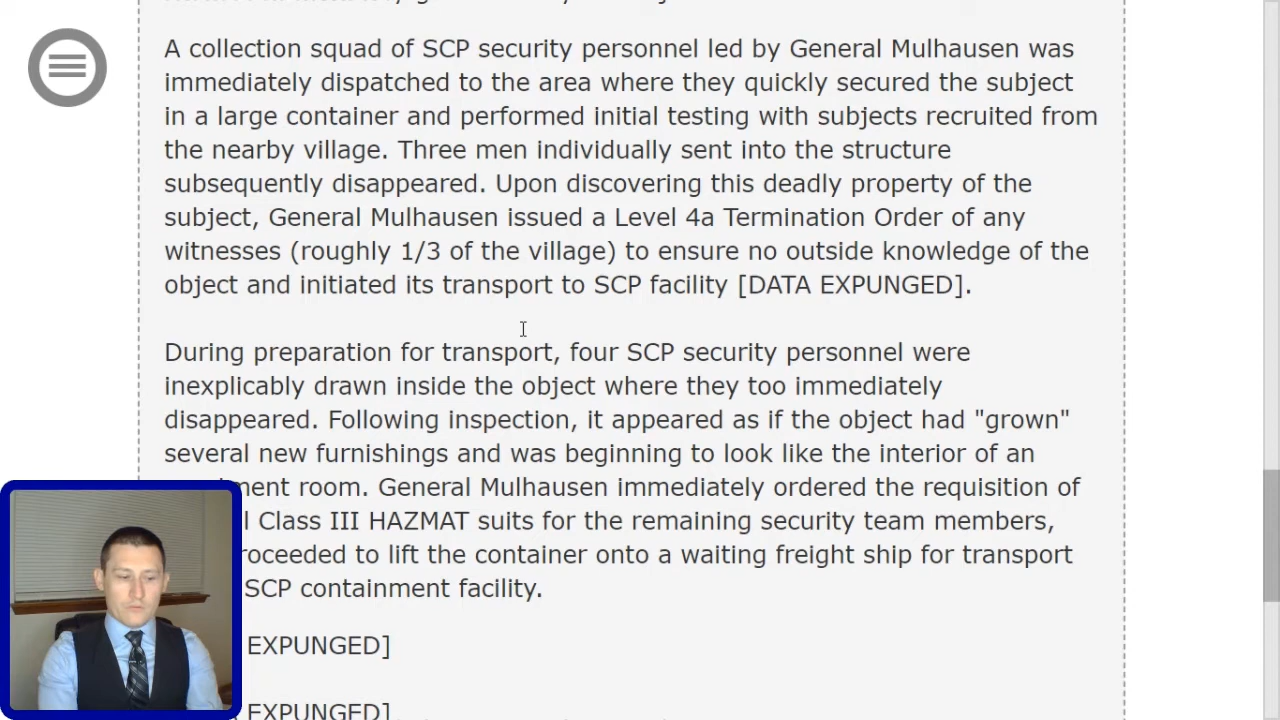 A collection squad of SCP security personnel led by General Mulhausen was
immediately dispatched to the area where they quickly secured the subject
in a large container and performed initial testing with subjects recruited from
the nearby village. Three men individually sent into the structure
subsequently disappeared. Upon discovering this deadly property of the
subject, General Mulhausen issued a Level 4a Termination Order of any
witnesses (roughly 1/3 of the village) to ensure no outside knowledge of the
object and initiated its transport to SCP facility [DATA EXPUNGED].
During preparation for transport, four SCP security personnel were
inexplicably drawn inside the object where they too immediately
disappeared. Following inspection, it appeared as if the object had "grown"
several new furnishings and was beginning to look like the interior of an
room. General Mulhausen immediately ordered the requisition of
Class III HAZMAT suits for the remaining security team members,
to lift the container onto a waiting freight ship for transport
SCP containment facility.
EXPUNGED]
EXPUNGED]